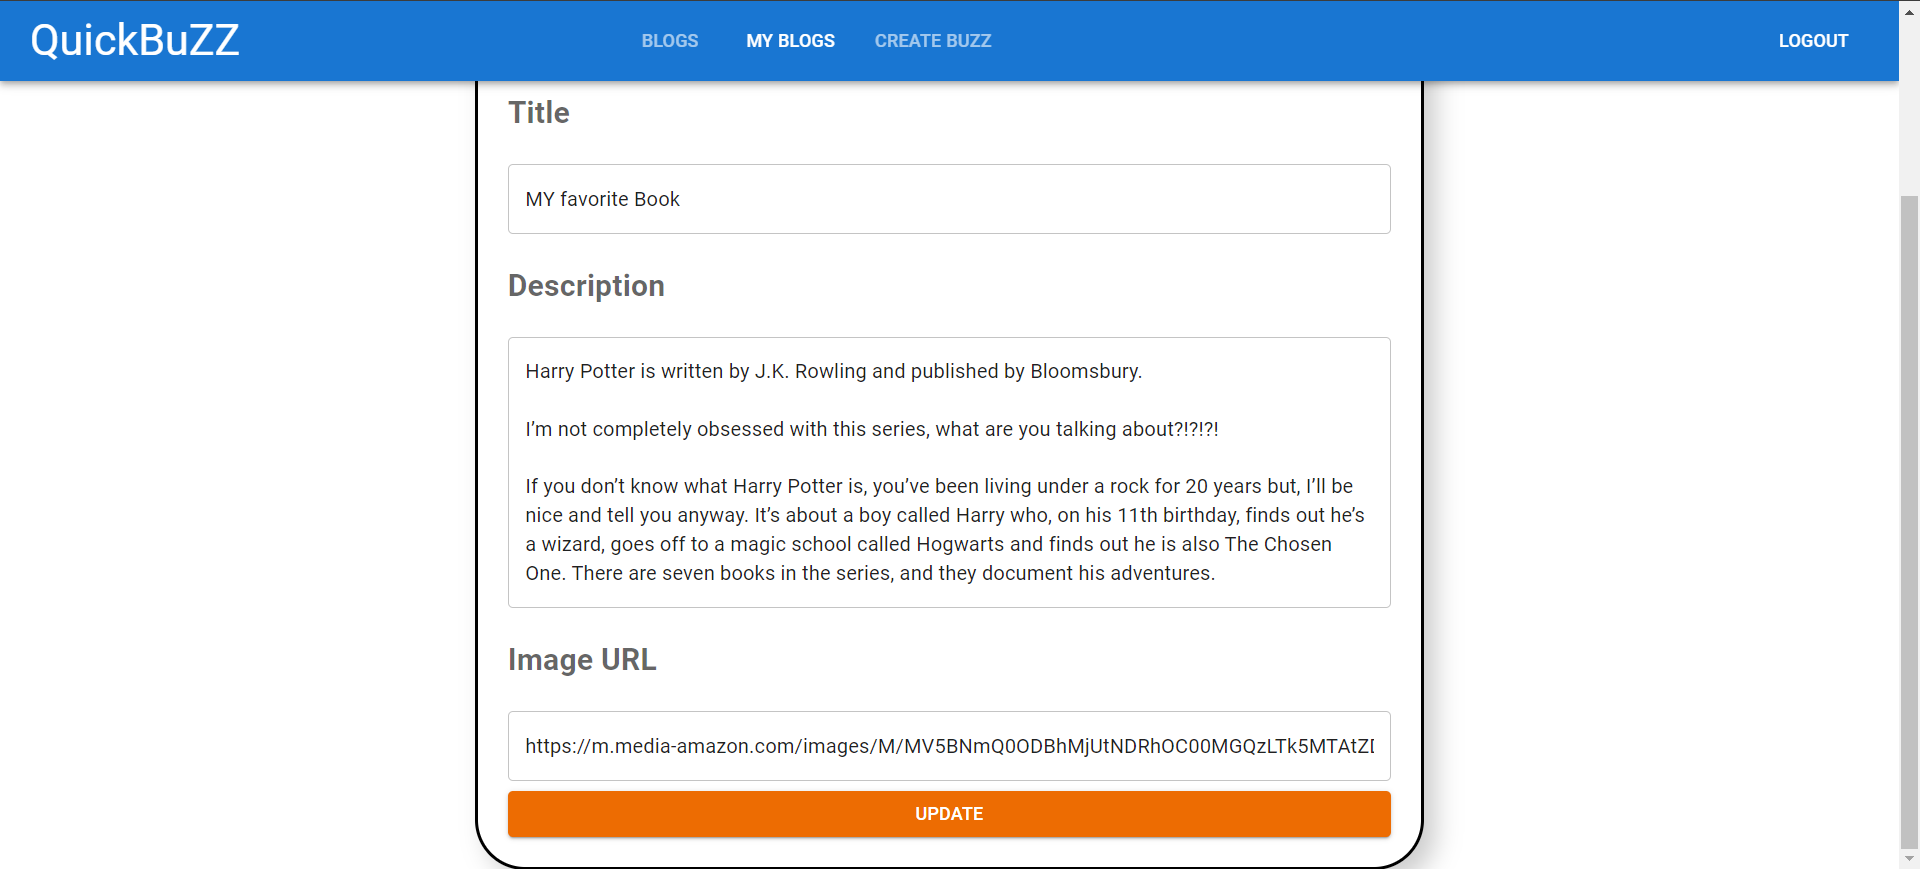 QuickBuZZ
BLOGS
MY BLOGS
CREATE BUZZ
LOGOUT
Title
MY favorite Book
Description
Harry Potter is written by J.K. Rowling and published by Bloomsbury.
I’m not completely obsessed with this series, what are you talking about?!?!?!
If you don’t know what Harry Potter is, you’ve been living under a rock for 20 years but, I’ll be
nice and tell you anyway. It’s about a boy called Harry who, on his 11th birthday, finds out he’s
a wizard, goes off to a magic school called Hogwarts and finds out he is also The Chosen
One. There are seven books in the series, and they document his adventures.
Image URL
https://m.media-amazon.com/images/M/MV5BNmQ0ODBhMjUtNDRhOC00MGQzLTk5MTAtZ
UPDATE